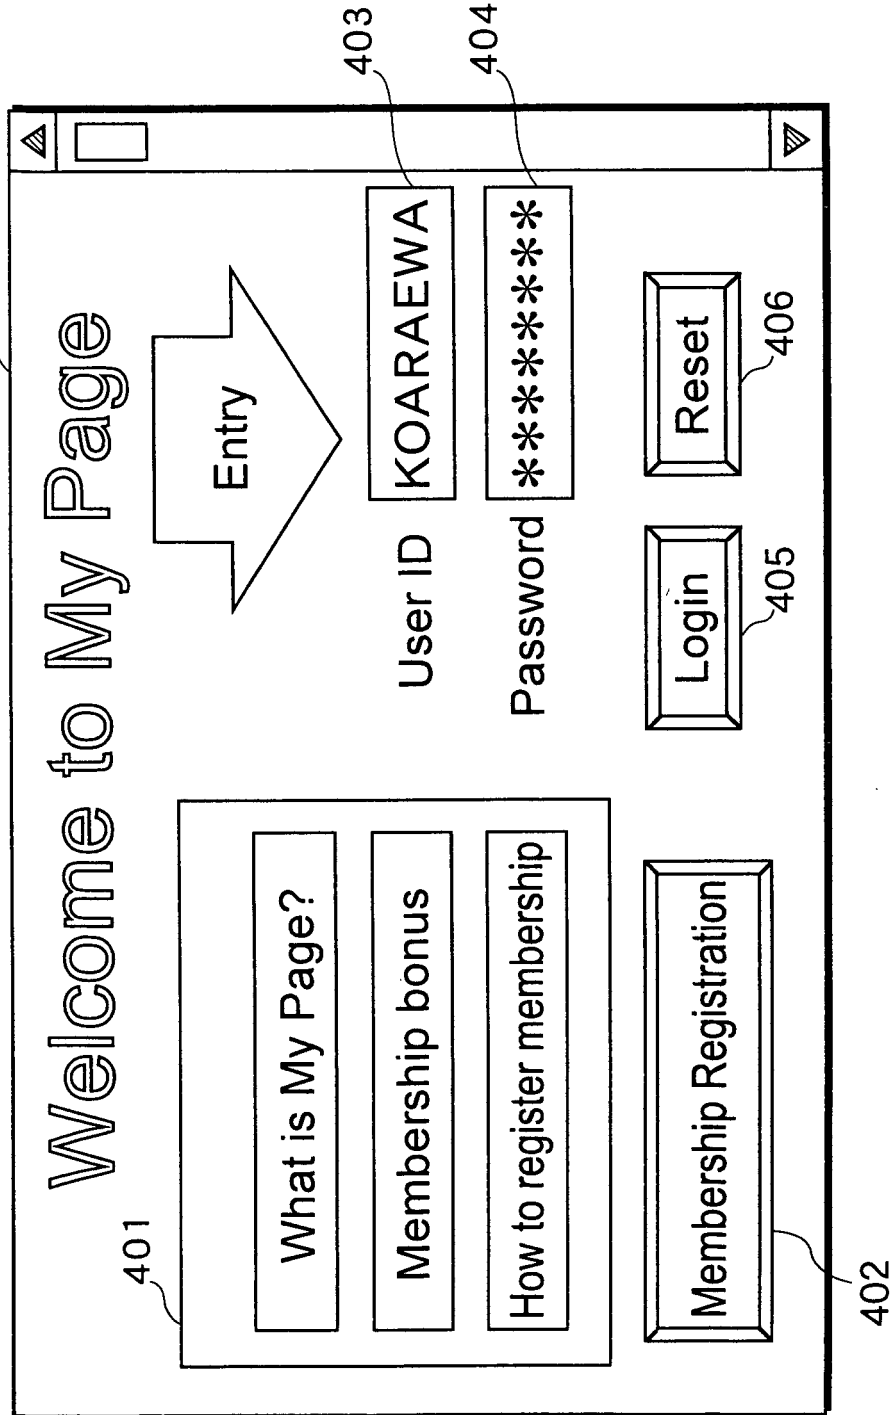 Welcome to My Page
401
What is My Page?
Membership bonus
How to register membership
Membership Registration
402
Entry
User ID KOARAEWA
403
Password ********
404
Login
405
Reset
406